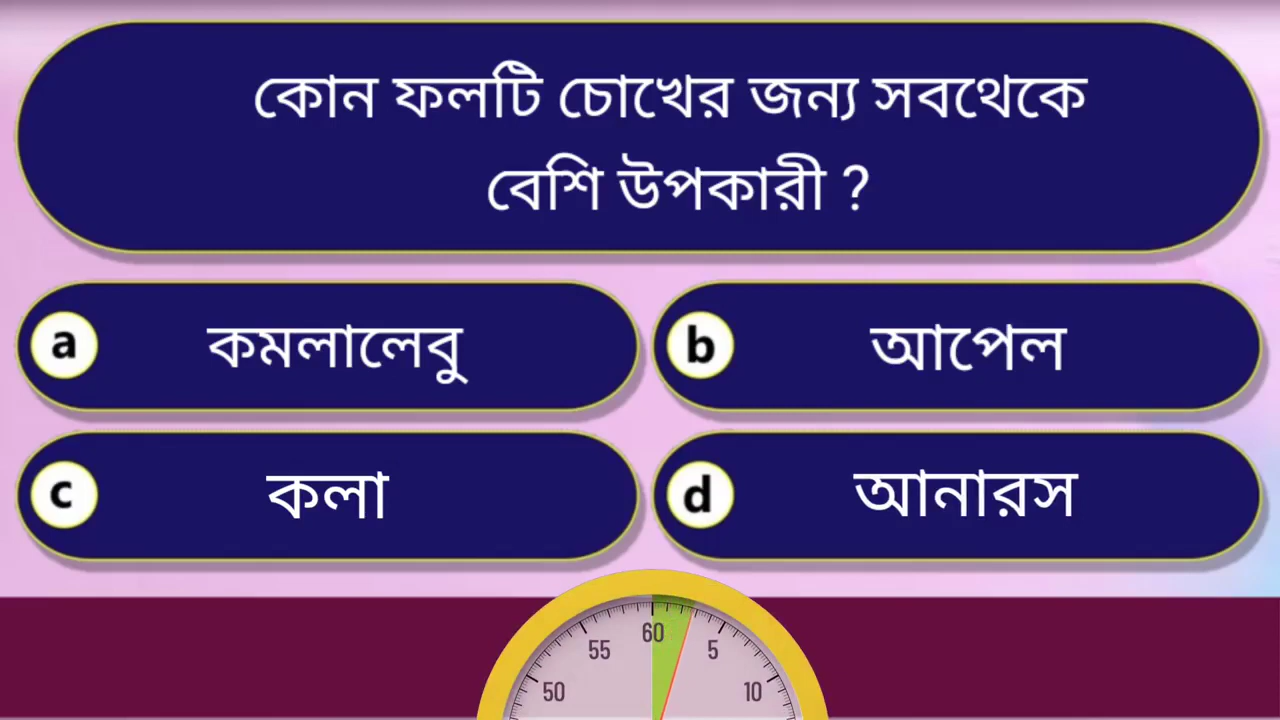 কোন ফলটি চোখের জন্য সবথেকে
বেশি উপকারী ?
a কমলালেবু
b আপেল
c কলা
d আনারস
60
55
5
50
10